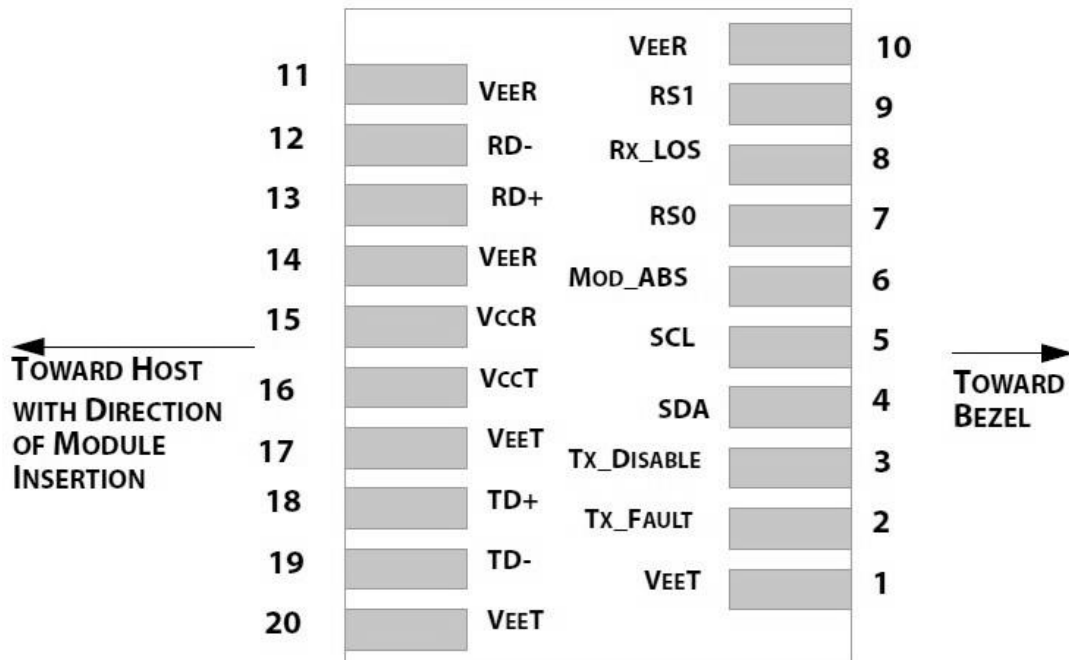 VEER 10
11 VEER
RS1 9
12 RD-
RX_LOS 8
13 RD+
RS0 7
14 VEER
MOD_ABS 6
15 VCCR
SCL 5
TOWARD HOST
WITH DIRECTION
OF MODULE
INSERTION
16 VCCT
TOWARD
BEZEL
SDA 4
17 VEET
TX_DISABLE 3
18 TD+
TX_FAULT 2
19 TD-
VEET 1
20 VEET